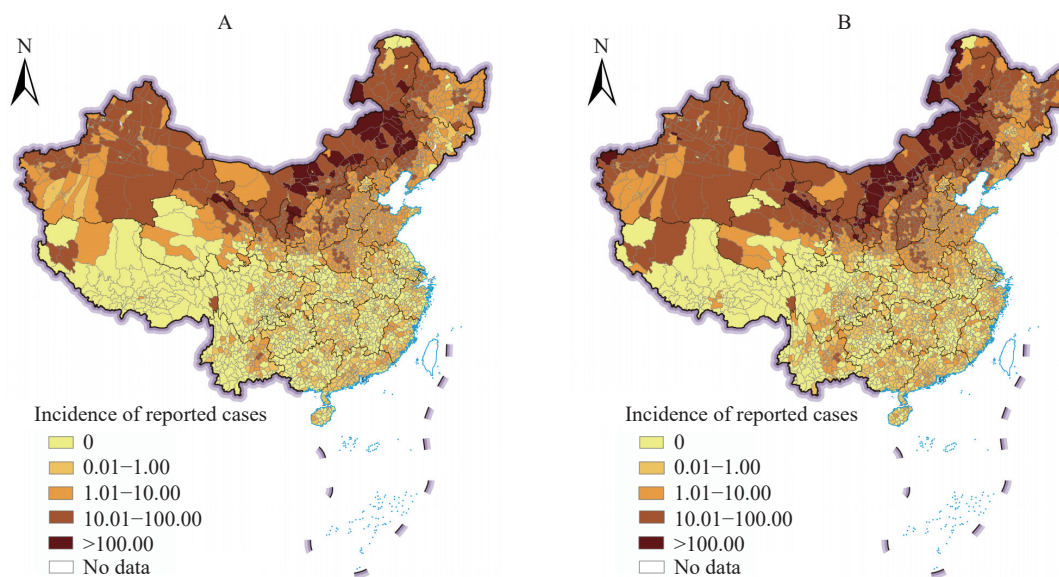 A
N
Incidence of reported cases
0
0.01−1.00
1.01−10.00
10.01−100.00
>100.00
No data
B
N
Incidence of reported cases
0
0.01−1.00
1.01−10.00
10.01−100.00
>100.00
No data